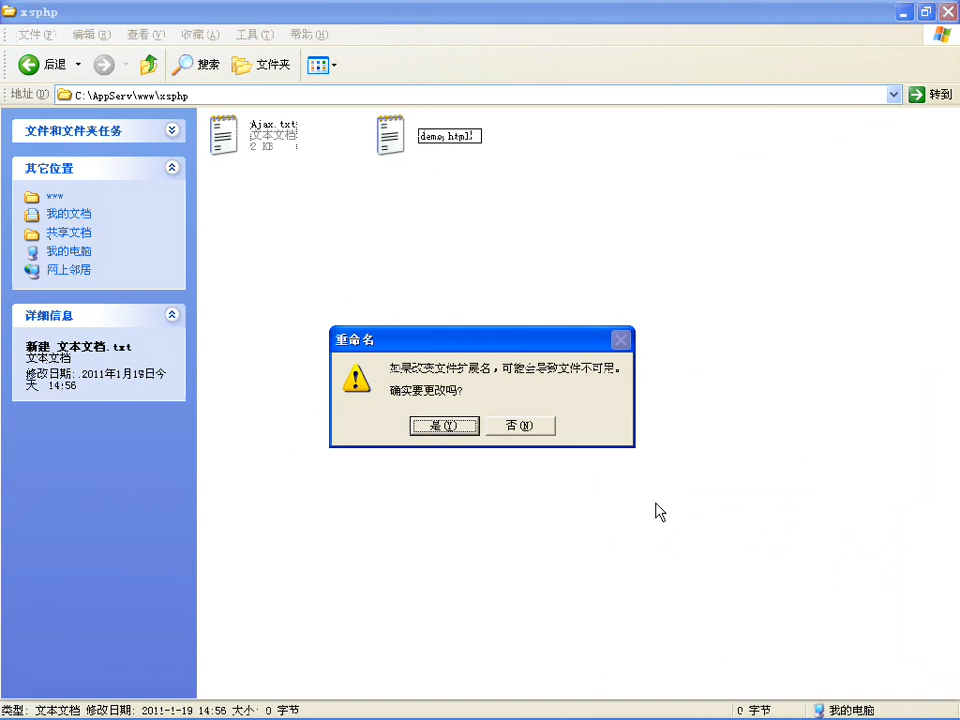 xsphp
文件(F) 编辑(E) 查看(V) 收藏(A) 工具(T) 帮助(H)
后退 搜索 文件夹
地址(D) C:\AppServ\www\xsphp 转到
文件和文件夹任务
其它位置
www
我的文档
共享文档
我的电脑
网上邻居
详细信息
新建 文本文档.txt
文本文档
修改日期: 2011年1月19日今
天 14:56
Ajax.txt
文本文档
2 KB
demo.html
重命名
如果改变文件扩展名，可能会导致文件不可用。
确实要更改吗?
是(Y) 否(N)
类型: 文本文档 修改日期: 2011-1-19 14:56 大小: 0 字节 0 字节 我的电脑